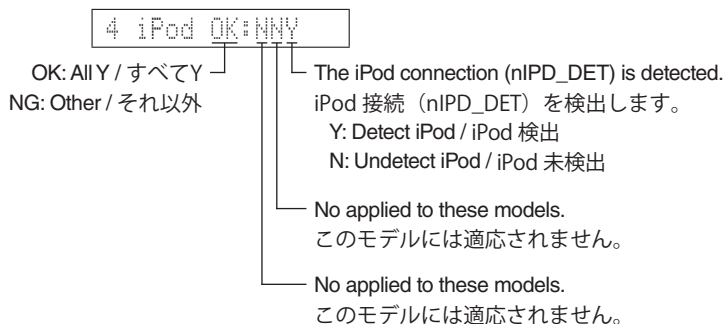 4 iPod OK:NNY
OK: All Y / すべてY
NG: Other / それ以外
The iPod connection (nIPD_DET) is detected.
iPod 接続（nIPD_DET）を検出します。
Y: Detect iPod / iPod 検出
N: Undetect iPod / iPod 未検出
No applied to these models.
このモデルには適応されません。
No applied to these models.
このモデルには適応されません。